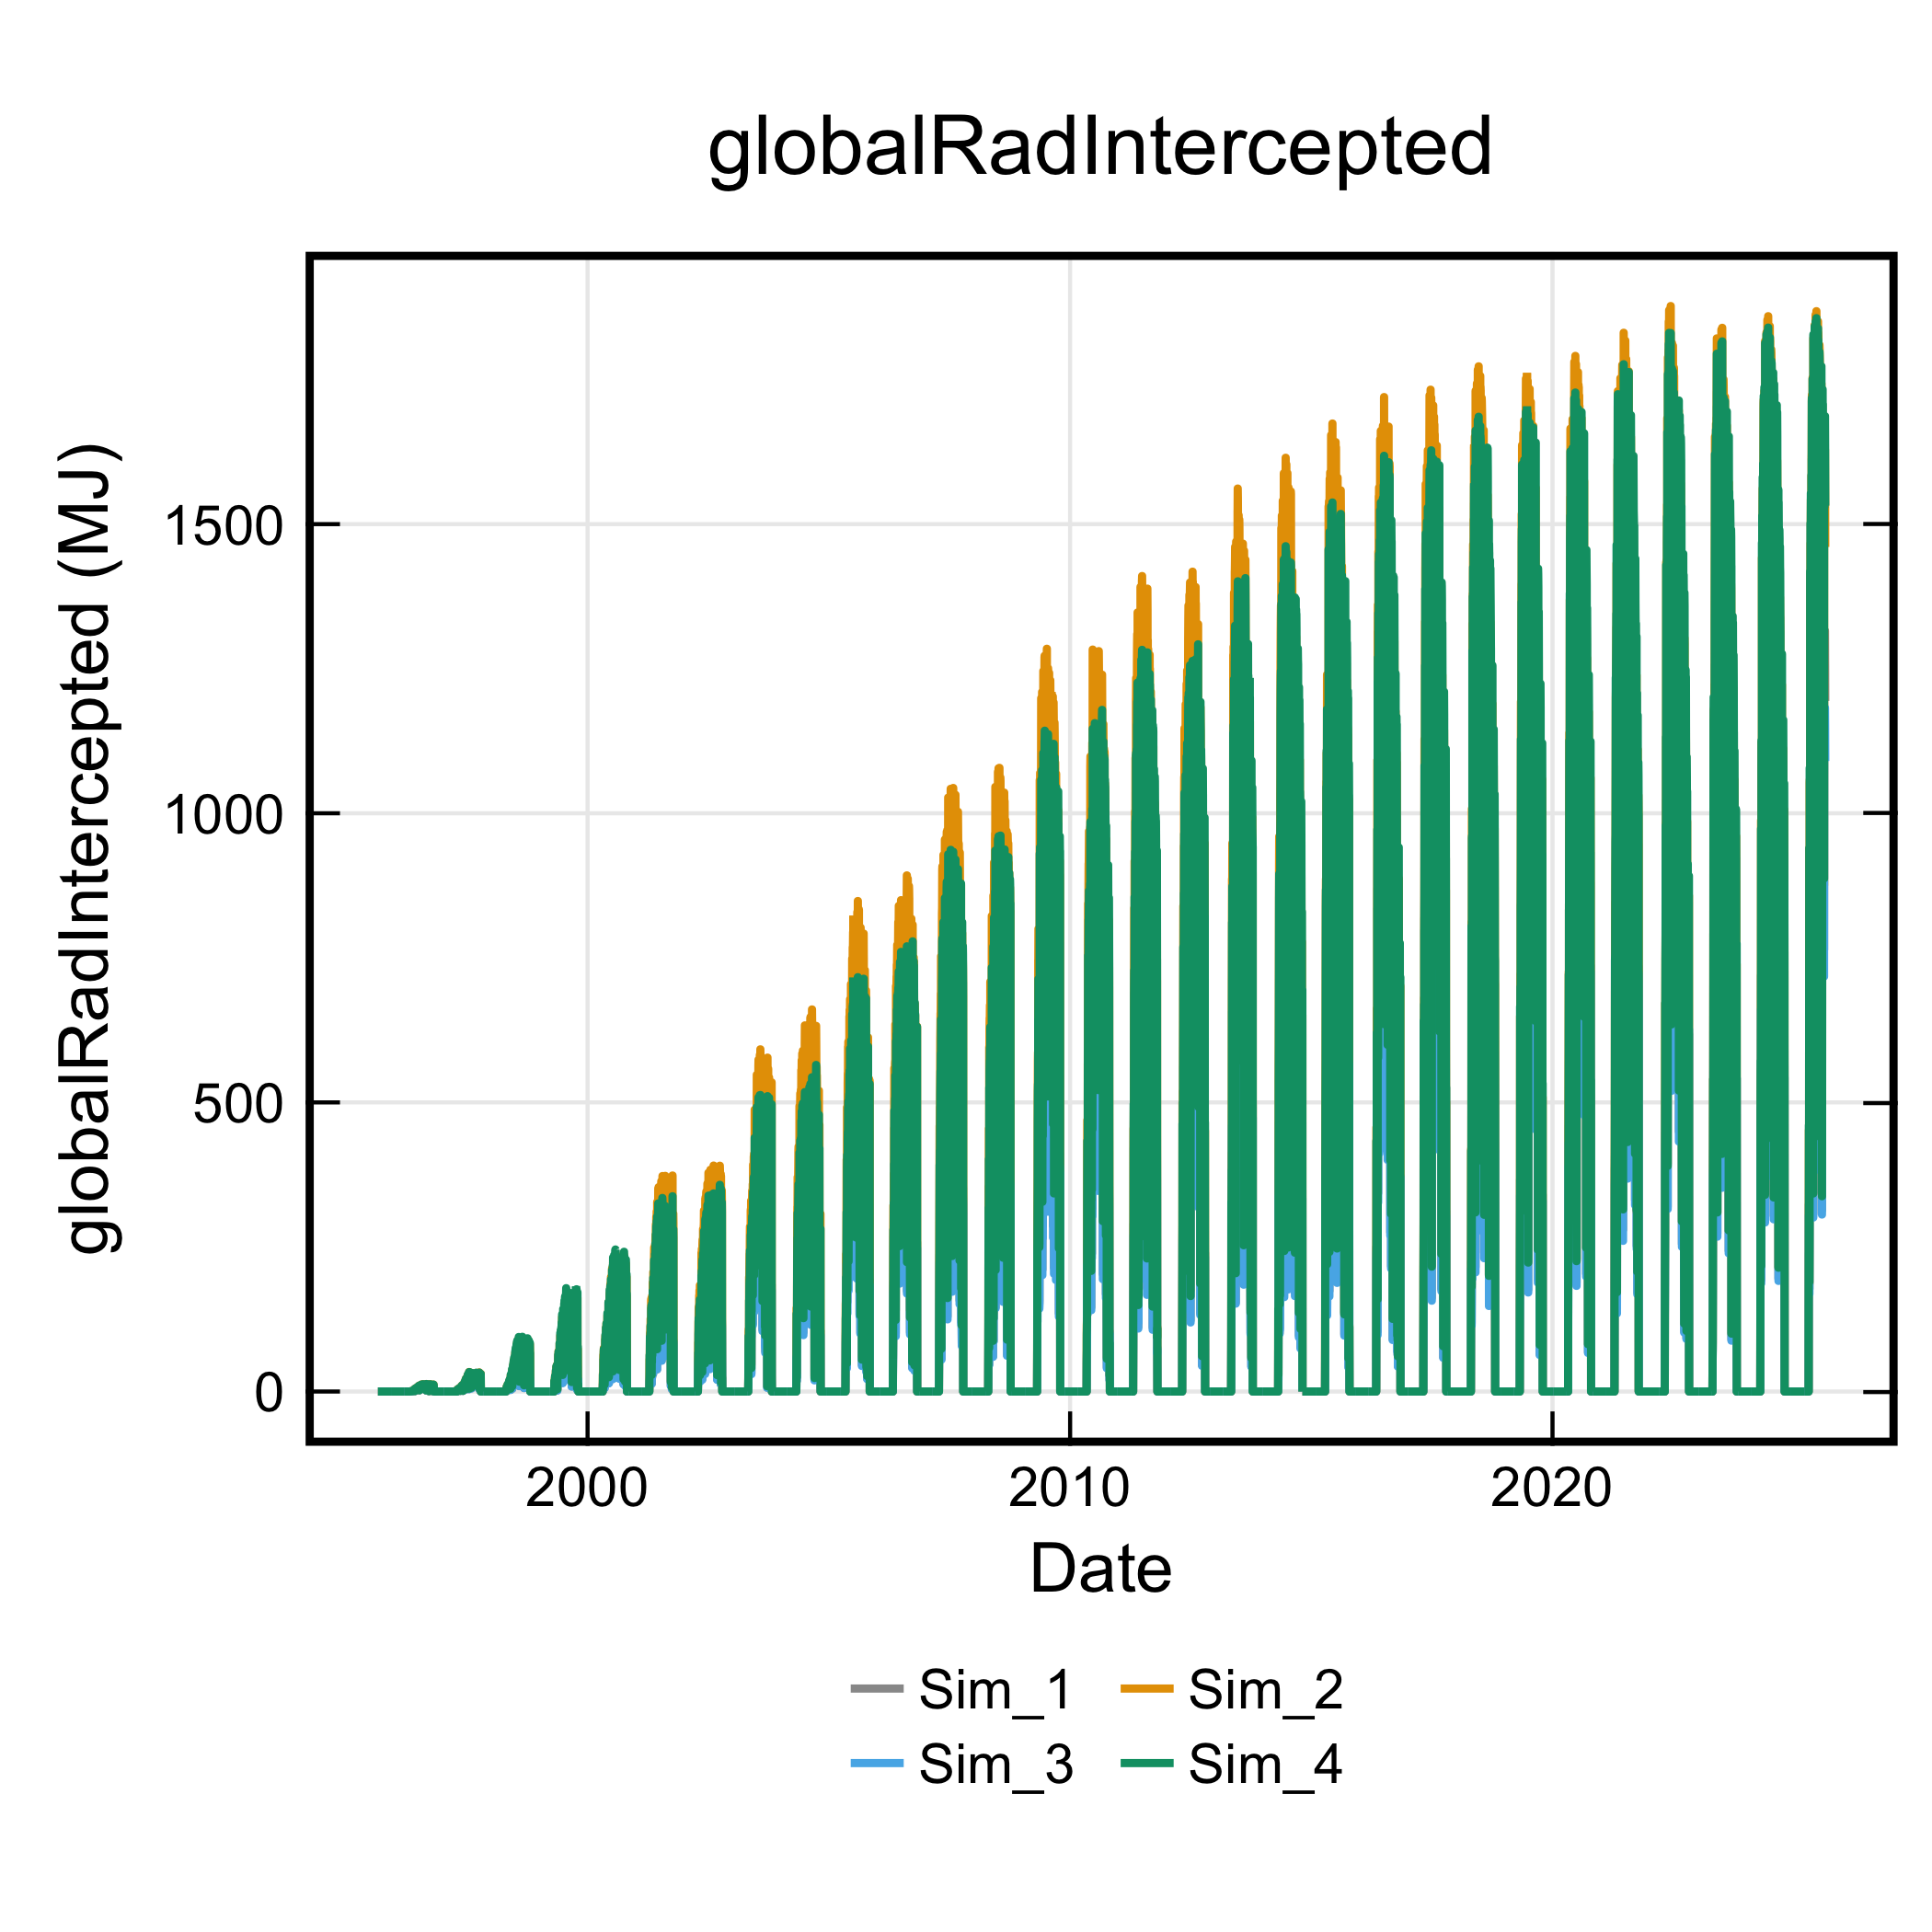 globalRadIntercepted
globalRadIntercepted (MJ)
1500
1000
500
0
2000 2010 2020
Date
Sim_1 Sim_2
Sim_3 Sim_4